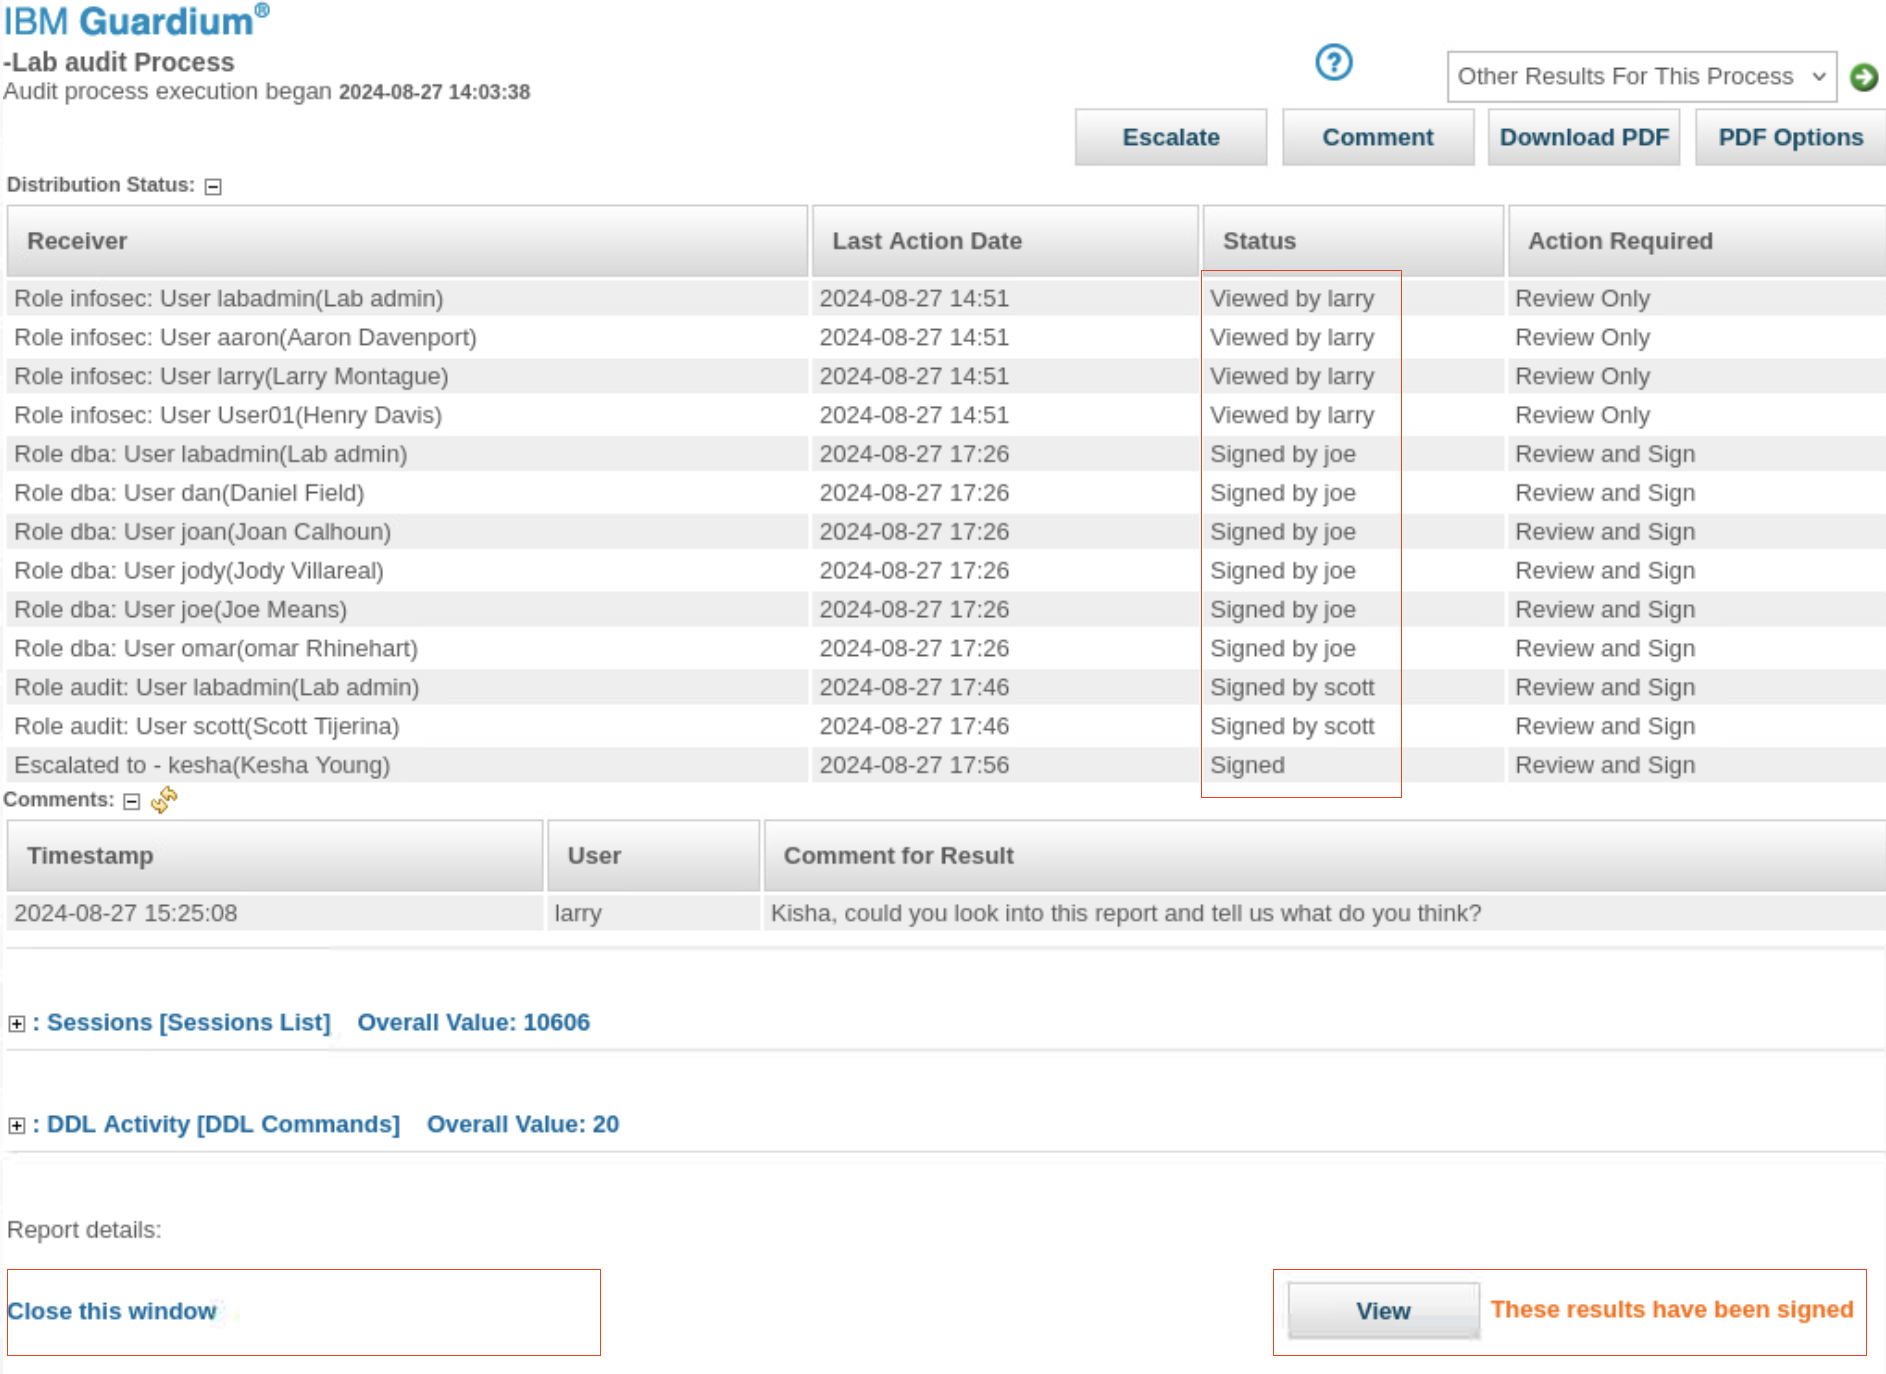 IBM Guardium®
-Lab audit Process
Audit process execution began 2024-08-27 14:03:38
Other Results For This Process
Escalate Comment Download PDF PDF Options
Distribution Status:
Receiver Last Action Date Status Action Required
Role infosec: User labadmin(Lab admin) 2024-08-27 14:51 Viewed by larry Review Only
Role infosec: User aaron(Aaron Davenport) 2024-08-27 14:51 Viewed by larry Review Only
Role infosec: User larry(Larry Montague) 2024-08-27 14:51 Viewed by larry Review Only
Role infosec: User User01(Henry Davis) 2024-08-27 14:51 Viewed by larry Review Only
Role dba: User labadmin(Lab admin) 2024-08-27 17:26 Signed by joe Review and Sign
Role dba: User dan(Daniel Field) 2024-08-27 17:26 Signed by joe Review and Sign
Role dba: User joan(Joan Calhoun) 2024-08-27 17:26 Signed by joe Review and Sign
Role dba: User jody(Jody Villareal) 2024-08-27 17:26 Signed by joe Review and Sign
Role dba: User joe(Joe Means) 2024-08-27 17:26 Signed by joe Review and Sign
Role dba: User omar(omar Rhinehart) 2024-08-27 17:26 Signed by joe Review and Sign
Role audit: User labadmin(Lab admin) 2024-08-27 17:46 Signed by scott Review and Sign
Role audit: User scott(Scott Tijerina) 2024-08-27 17:46 Signed by scott Review and Sign
Escalated to - kesha(Kesha Young) 2024-08-27 17:56 Signed Review and Sign
Comments:
Timestamp User Comment for Result
2024-08-27 15:25:08 larry Kisha, could you look into this report and tell us what do you think?
: Sessions [Sessions List] Overall Value: 10606
: DDL Activity [DDL Commands] Overall Value: 20
Report details:
Close this window View These results have been signed